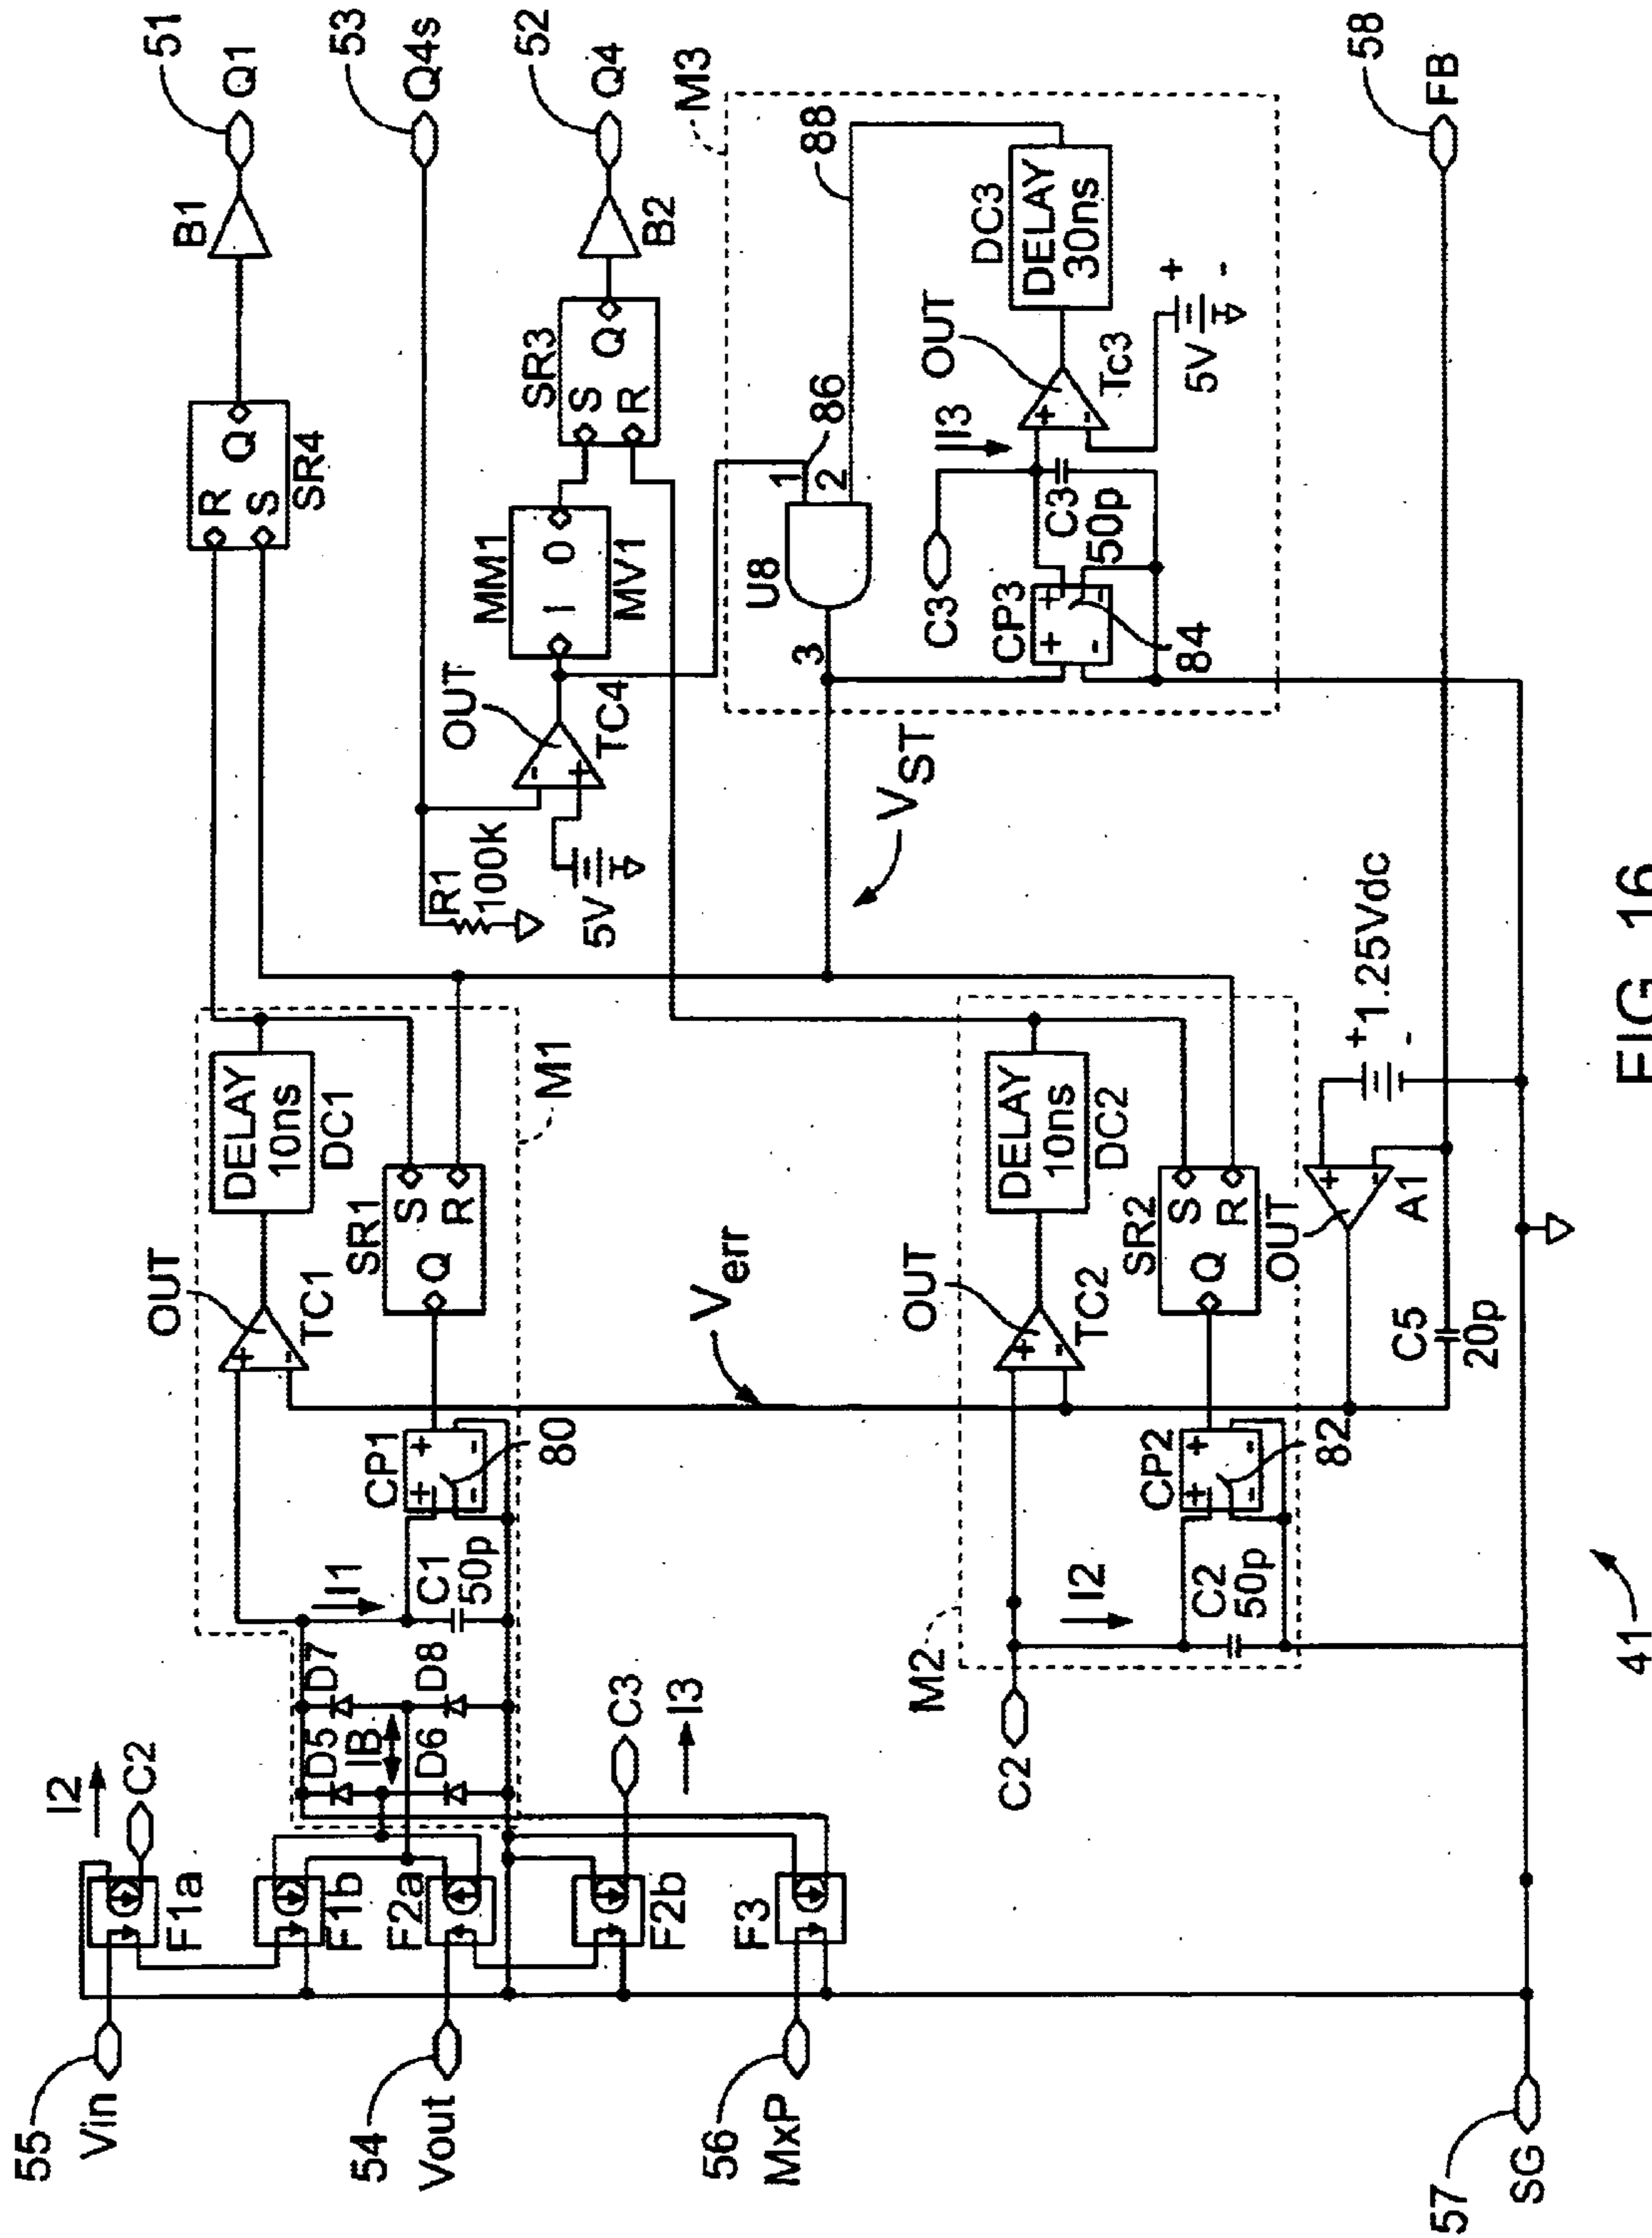 51
Q1
53
Q4s
52
Q4
58
FB
B1
B2
SR4
R
S
Q
SR3
S
R
Q
MM1
I
O
MV1
OUT
TC4
R1
100k
5V
M3
88
86
U8
1
2
3
DC3
DELAY
30ns
OUT
Tc3
I3
5V
+
-
C3
C3
50p
CP3
84
VST
M1
DELAY
10ns
DC1
OUT
TC1
SR1
S
R
Q
CP1
80
I1
C1
50p
D7
D8
D5
D6
IB
Verr
M2
DELAY
10ns
DC2
OUT
TC2
SR2
S
R
Q
OUT
A1
+
1.25Vdc
-
C5
20p
CP2
82
I2
C2
50p
C2
I2
C2
F1a
F1b
F2a
F2b
C3
I3
F3
55
Vin
54
Vout
56
MxP
57
SG
41
FIG. 16